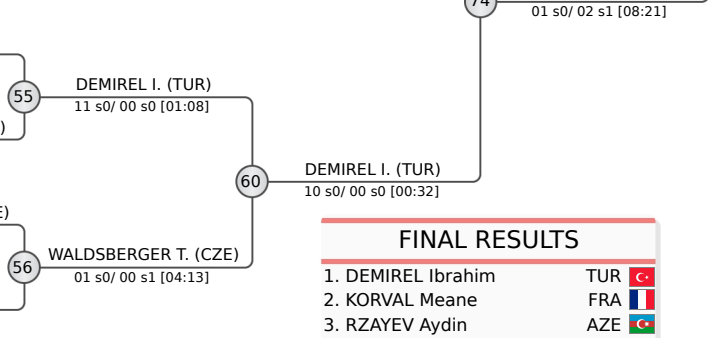 74
01 s0/ 02 s1 [08:21]
55
DEMIREL I. (TUR)
11 s0/ 00 s0 [01:08]
)
60
DEMIREL I. (TUR)
10 s0/ 00 s0 [00:32]
E)
56
WALDSBERGER T. (CZE)
01 s0/ 00 s1 [04:13]
FINAL RESULTS
1. DEMIREL Ibrahim TUR
2. KORVAL Meane FRA
3. RZAYEV Aydin AZE